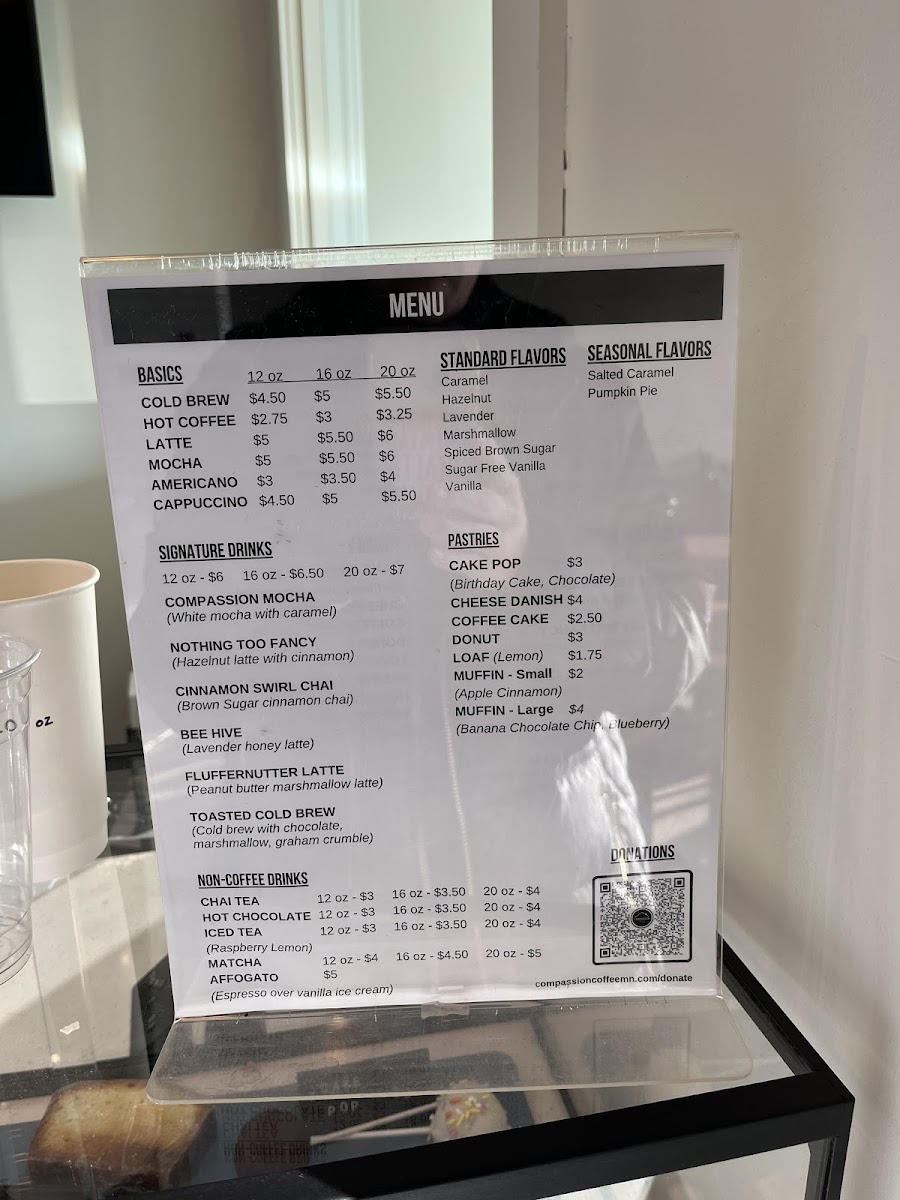 MENU
BASICS 12 oz 16 oz 20 oz
COLD BREW $4.50 $5 $5.50
HOT COFFEE $2.75 $3 $3.25
LATTE $5 $5.50 $6
MOCHA $5 $5.50 $6
AMERICANO $3 $3.50 $4
CAPPUCCINO $4.50 $5 $5.50
STANDARD FLAVORS
Caramel
Hazelnut
Lavender
Marshmallow
Spiced Brown Sugar
Sugar Free Vanilla
Vanilla
SEASONAL FLAVORS
Salted Caramel
Pumpkin Pie
SIGNATURE DRINKS
12 oz - $6 16 oz - $6.50 20 oz - $7
COMPASSION MOCHA
(White mocha with caramel)
NOTHING TOO FANCY
(Hazelnut latte with cinnamon)
CINNAMON SWIRL CHAI
(Brown Sugar cinnamon chai)
BEE HIVE
(Lavender honey latte)
FLUFFERNUTTER LATTE
(Peanut butter marshmallow latte)
TOASTED COLD BREW
(Cold brew with chocolate,
marshmallow, graham crumble)
PASTRIES
CAKE POP $3
(Birthday Cake, Chocolate)
CHEESE DANISH $4
COFFEE CAKE $2.50
DONUT $3
LOAF (Lemon) $1.75
MUFFIN - Small $2
(Apple Cinnamon)
MUFFIN - Large $4
(Banana Chocolate Chip, Blueberry)
NON-COFFEE DRINKS
CHAI TEA 12 oz - $3 16 oz - $3.50 20 oz - $4
HOT CHOCOLATE 12 oz - $3 16 oz - $3.50 20 oz - $4
ICED TEA 12 oz - $3 16 oz - $3.50 20 oz - $4
(Raspberry Lemon)
MATCHA 12 oz - $4 16 oz - $4.50 20 oz - $5
AFFOGATO $5
(Espresso over vanilla ice cream)
DONATIONS
compassioncoffeemn.com/donate
oz
POP